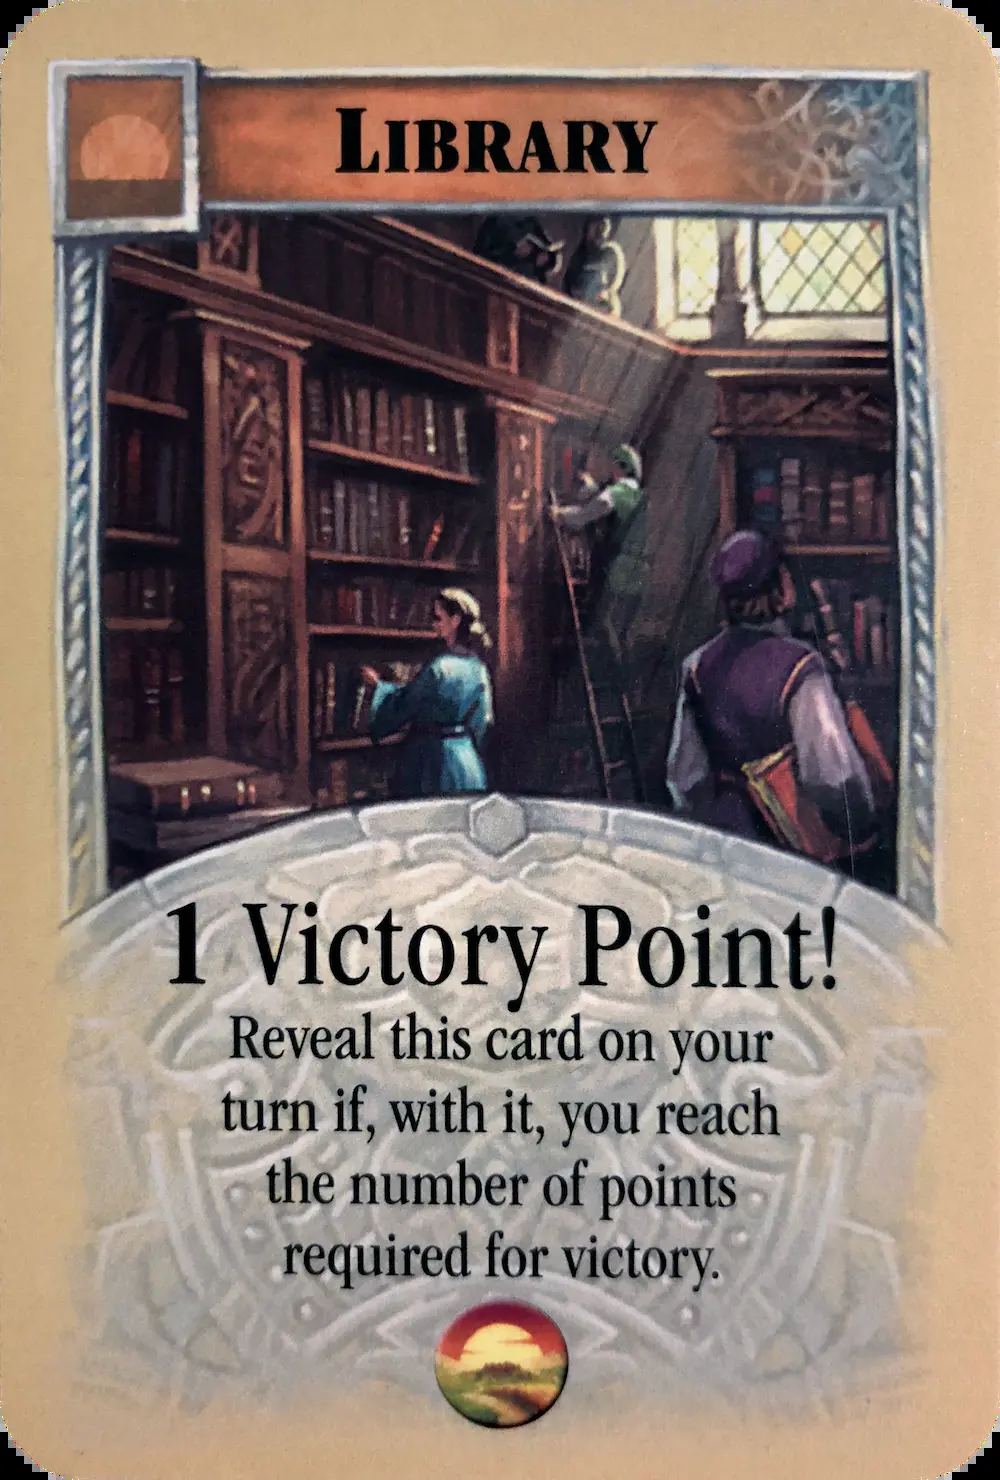 LIBRARY
1 Victory Point!
Reveal this card on your
turn if, with it, you reach
the number of points
required for victory.